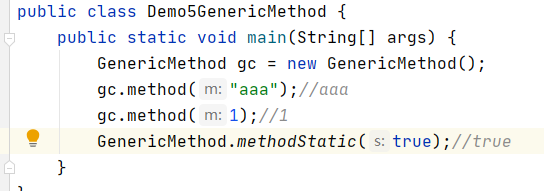 public class Demo5GenericMethod {
public static void main(String[] args) {
GenericMethod gc = new GenericMethod();
gc.method( m: "aaa");//aaa
gc.method( m: 1);//1
GenericMethod.methodStatic( s: true);//true
}
}